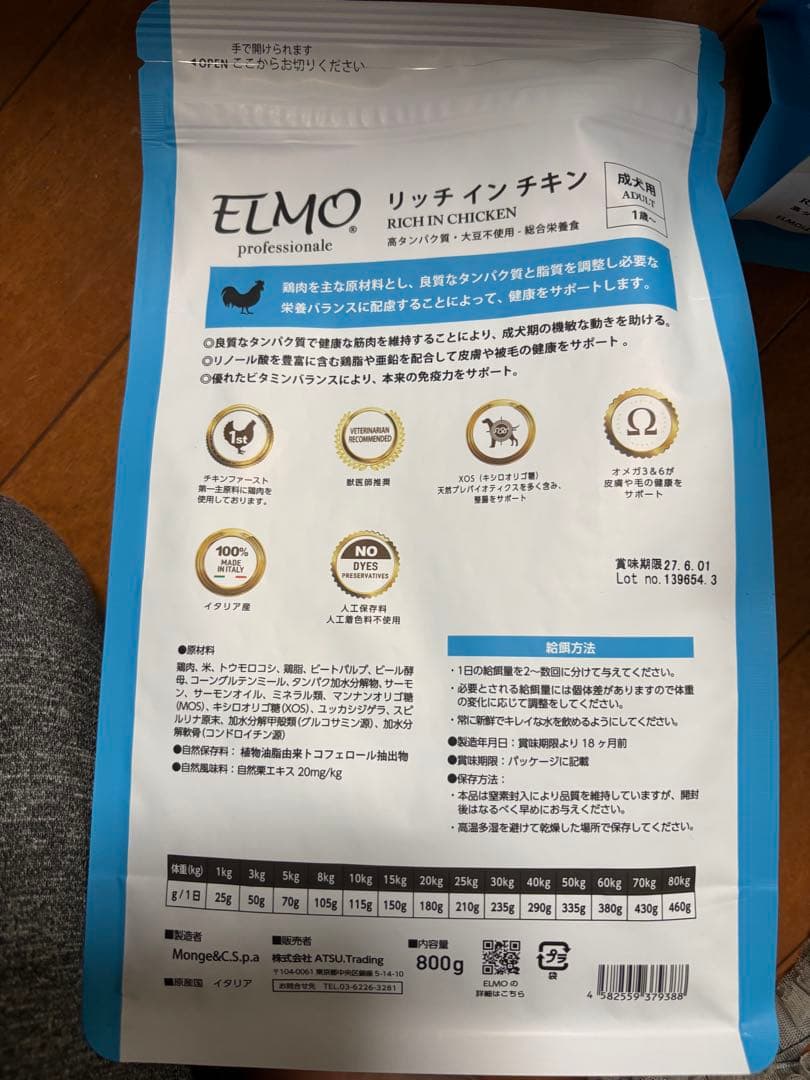 手で開けられます
OPEN ここからお切りください
ELMO®
professionale
リッチ イン チキン
RICH IN CHICKEN
高タンパク質・大豆不使用 - 総合栄養食
成犬用
ADULT
1歳~
鶏肉を主な原材料とし、良質なタンパク質と脂質を調整し必要な
栄養バランスに配慮することによって、健康をサポートします。
◎良質なタンパク質で健康な筋肉を維持することにより、成犬期の機敏な動きを助ける。
◎リノール酸を豊富に含む鶏脂や亜鉛を配合して皮膚や被毛の健康をサポート。
◎優れたビタミンバランスにより、本来の免疫力をサポート。
1st
チキンファースト
第一主原料に鶏肉を
使用しております。
VETERINARIAN
RECOMMENDED
獣医師推奨
XOS
XOS(キシロオリゴ糖)
天然プレバイオティクスを多く含み、
整腸をサポート
Ω
オメガ3&6が
皮膚や毛の健康を
サポート
100%
MADE
IN ITALY
イタリア産
NO
DYES
PRESERVATIVES
人工保存料
人工着色料不使用
賞味期限27.6.01
Lot no.139654.3
●原材料
鶏肉、米、トウモロコシ、鶏脂、ビートパルプ、ビール酵
母、コーングルテンミール、タンパク加水分解物、サーモ
ン、サーモンオイル、ミネラル類、マンナンオリゴ糖
(MOS)、キシロオリゴ糖(XOS)、ユッカシジゲラ、スピ
ルリナ原末、加水分解甲殻類(グルコサミン源)、加水分
解軟骨(コンドロイチン源)
●自然保存料:植物油脂由来トコフェロール抽出物
●自然風味料:自然栗エキス 20mg/kg
給餌方法
・1日の給餌量を2~数回に分けて与えてください。
・必要とされる給餌量には個体差がありますので体重
の変化に応じて調整をしてください。
・常に新鮮でキレイな水を飲めるようにしてください。
●製造年月日:賞味期限より18ヶ月前
●賞味期限:パッケージに記載
●保存方法:
・本品は窒素封入により品質を維持していますが、開封
後はなるべく早めにお与えください。
・高温多湿を避けて乾燥した場所で保存してください。
体重(kg) 1kg 3kg 5kg 8kg 10kg 15kg 20kg 25kg 30kg 40kg 50kg 60kg 70kg 80kg
g/1日 25g 50g 70g 105g 115g 150g 180g 210g 235g 290g 335g 380g 430g 460g
■製造者
Monge&C.S.p.a
■原産国 イタリア
■販売者
株式会社 ATSU.Trading
〒104-0061 東京都中央区銀座 5-14-10
お問合せ先 TEL.03-6226-3281
■内容量
800g
ELMO の
詳細はこちら
プラ
袋
4 582559 379388